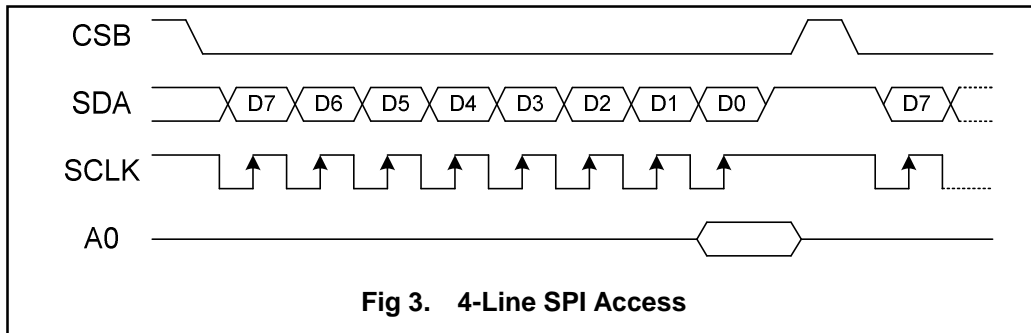 CSB
SDA D7 D6 D5 D4 D3 D2 D1 D0 D7
SCLK
A0
Fig 3. 4-Line SPI Access